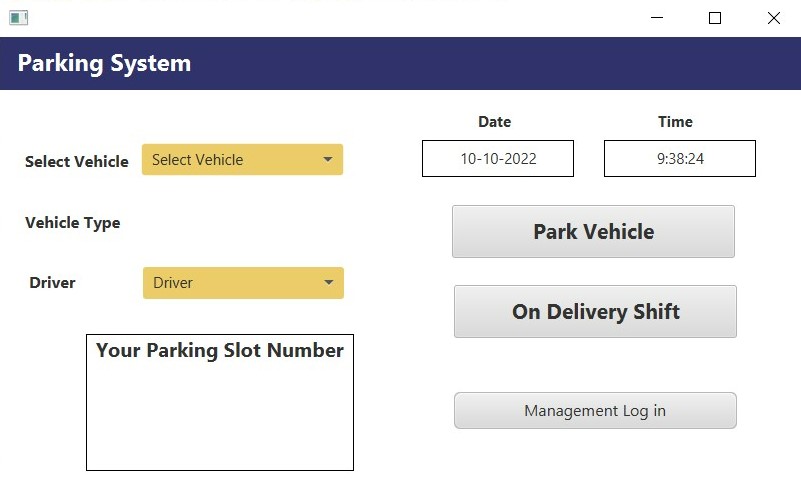 Parking System
Date
Time
Select Vehicle
Select Vehicle
10-10-2022
9:38:24
Vehicle Type
Park Vehicle
Driver
Driver
On Delivery Shift
Your Parking Slot Number
Management Log in